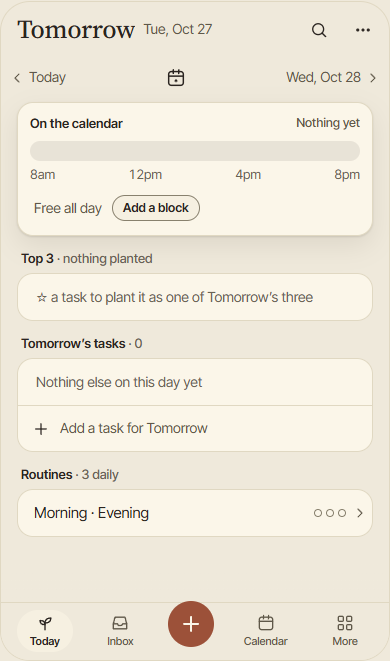 Tomorrow Tue, Oct 27
Today Wed, Oct 28
On the calendar Nothing yet
8am 12pm 4pm 8pm
Free all day Add a block
Top 3 · nothing planted
☆ a task to plant it as one of Tomorrow’s three
Tomorrow’s tasks · 0
Nothing else on this day yet
+ Add a task for Tomorrow
Routines · 3 daily
Morning · Evening
Today Inbox Calendar More